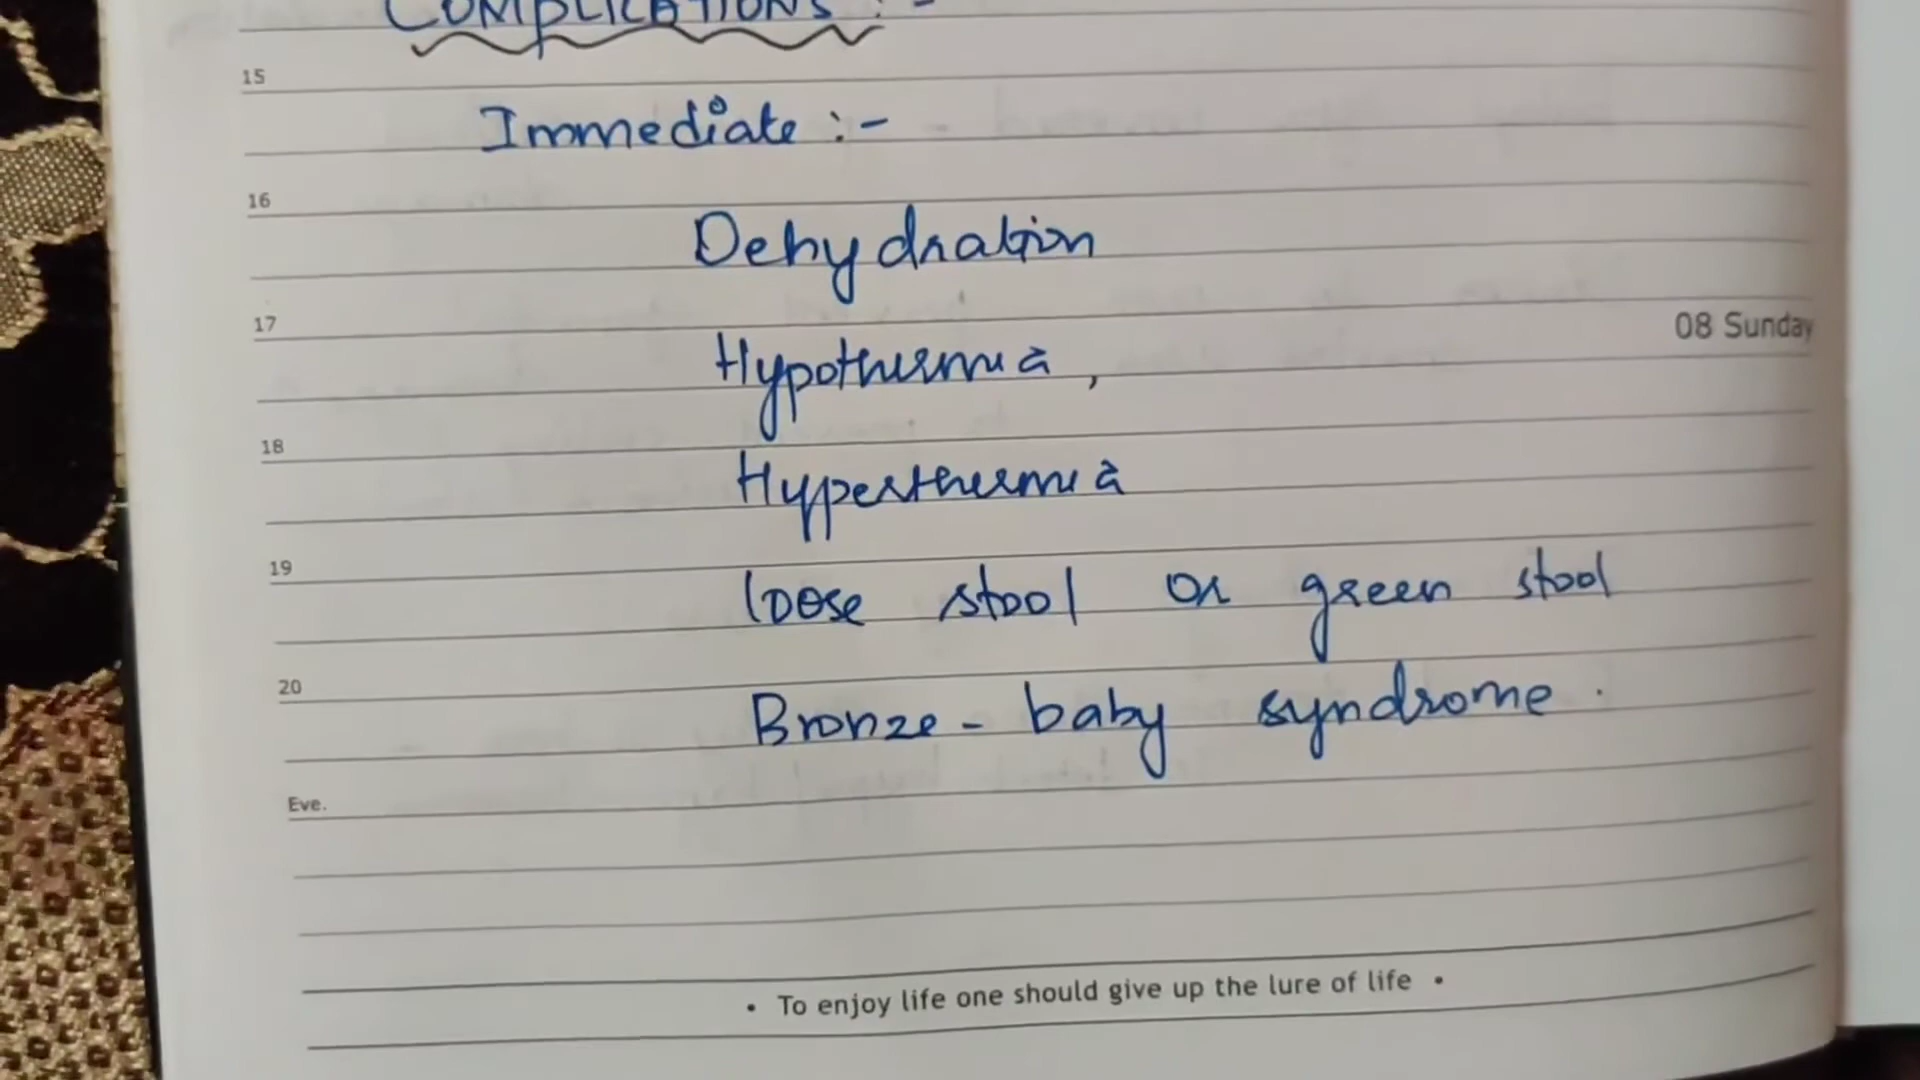 COMPLICATIONS :-
15
Immediate :-
16
Dehydration
17
08 Sunday
Hypothermia ,
18
Hyperthermia
19
loose stool or green stool
20
Bronze - baby syndrome .
Eve.
• To enjoy life one should give up the lure of life •